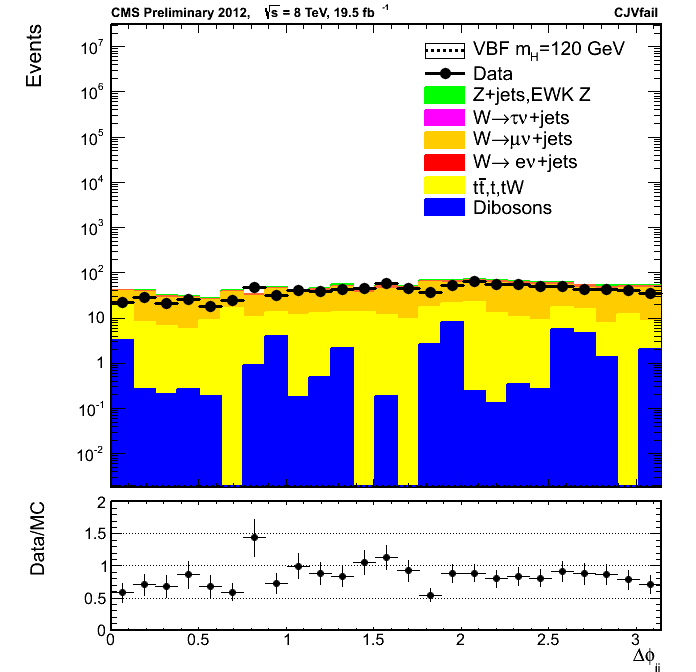 CMS Preliminary 2012, √s = 8 TeV, 19.5 fb⁻¹ CJVfail
Events
10⁷
10⁶
10⁵
10⁴
10³
10²
10
1
10⁻¹
10⁻²
VBF m_H=120 GeV
Data
Z+jets,EWK Z
W→τν+jets
W→μν+jets
W→ eν+jets
tt̄,t,tW
Dibosons
Data/MC
2
1.5
1
0.5
0
0 0.5 1 1.5 2 2.5 3
Δϕ_jj